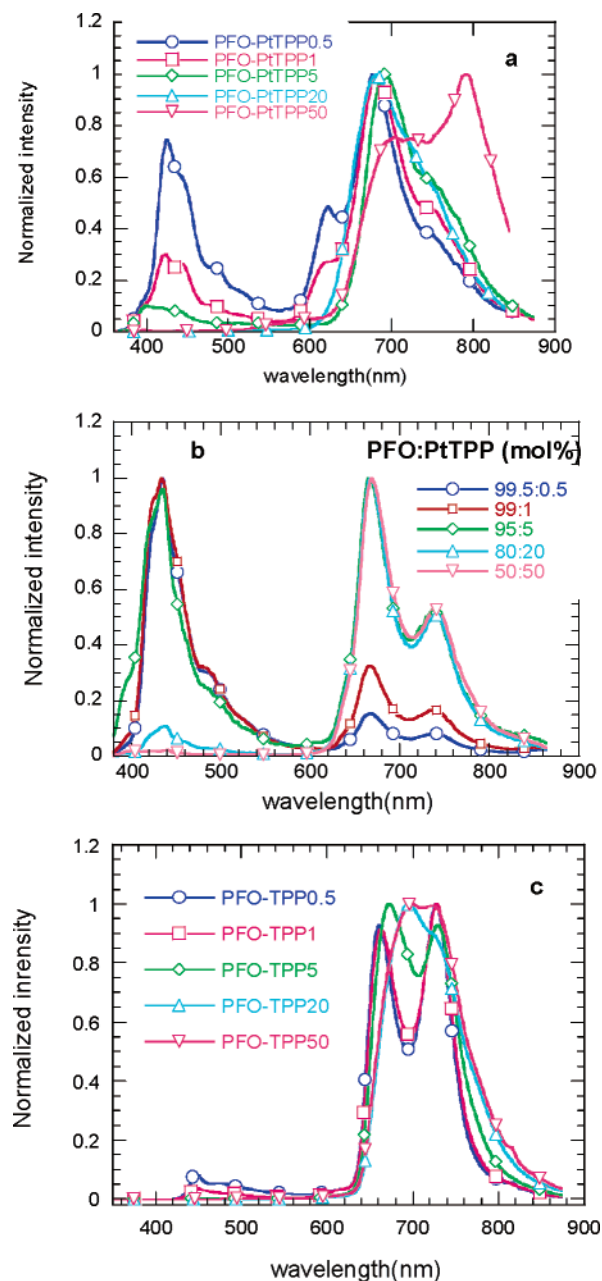 a
PFO-PtTPP0.5
PFO-PtTPP1
PFO-PtTPP5
PFO-PtTPP20
PFO-PtTPP50
Normalized intensity
1.2
1
0.8
0.6
0.4
0.2
0
400 500 600 700 800 900
wavelength(nm)
b
PFO:PtTPP (mol%)
99.5:0.5
99:1
95:5
80:20
50:50
Normalized intensity
1.2
1
0.8
0.6
0.4
0.2
0
400 500 600 700 800 900
wavelength(nm)
c
PFO-TPP0.5
PFO-TPP1
PFO-TPP5
PFO-TPP20
PFO-TPP50
Normalized inrensity
1.2
1
0.8
0.6
0.4
0.2
0
400 500 600 700 800 900
wavelength(nm)